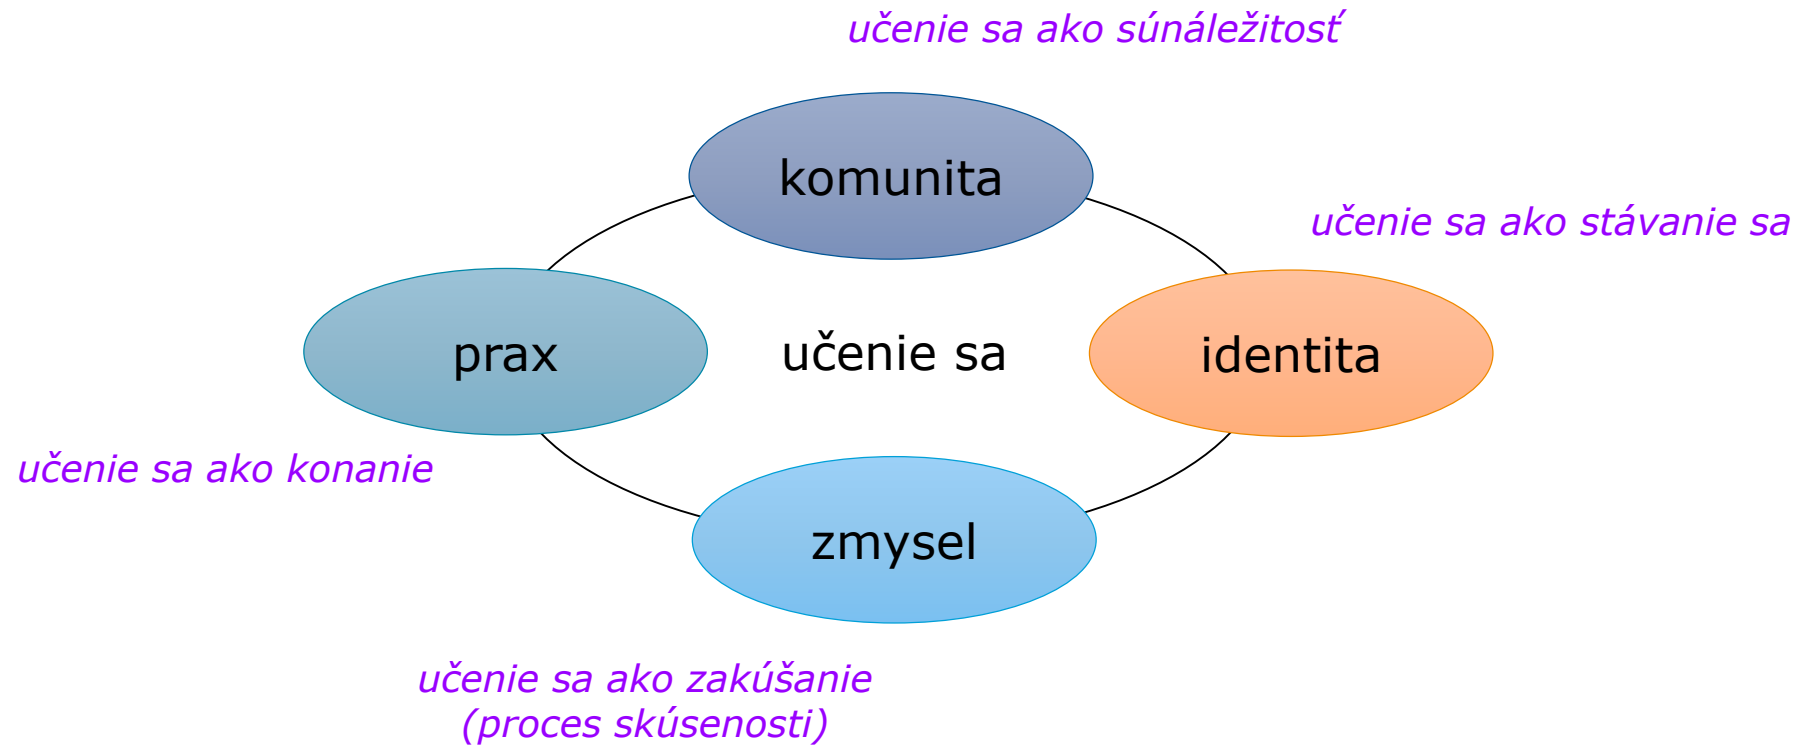 učenie sa ako súnáležitosť
komunita
učenie sa ako stávanie sa
prax
učenie sa
identita
učenie sa ako konanie
zmysel
učenie sa ako zakúšanie
(proces skúsenosti)